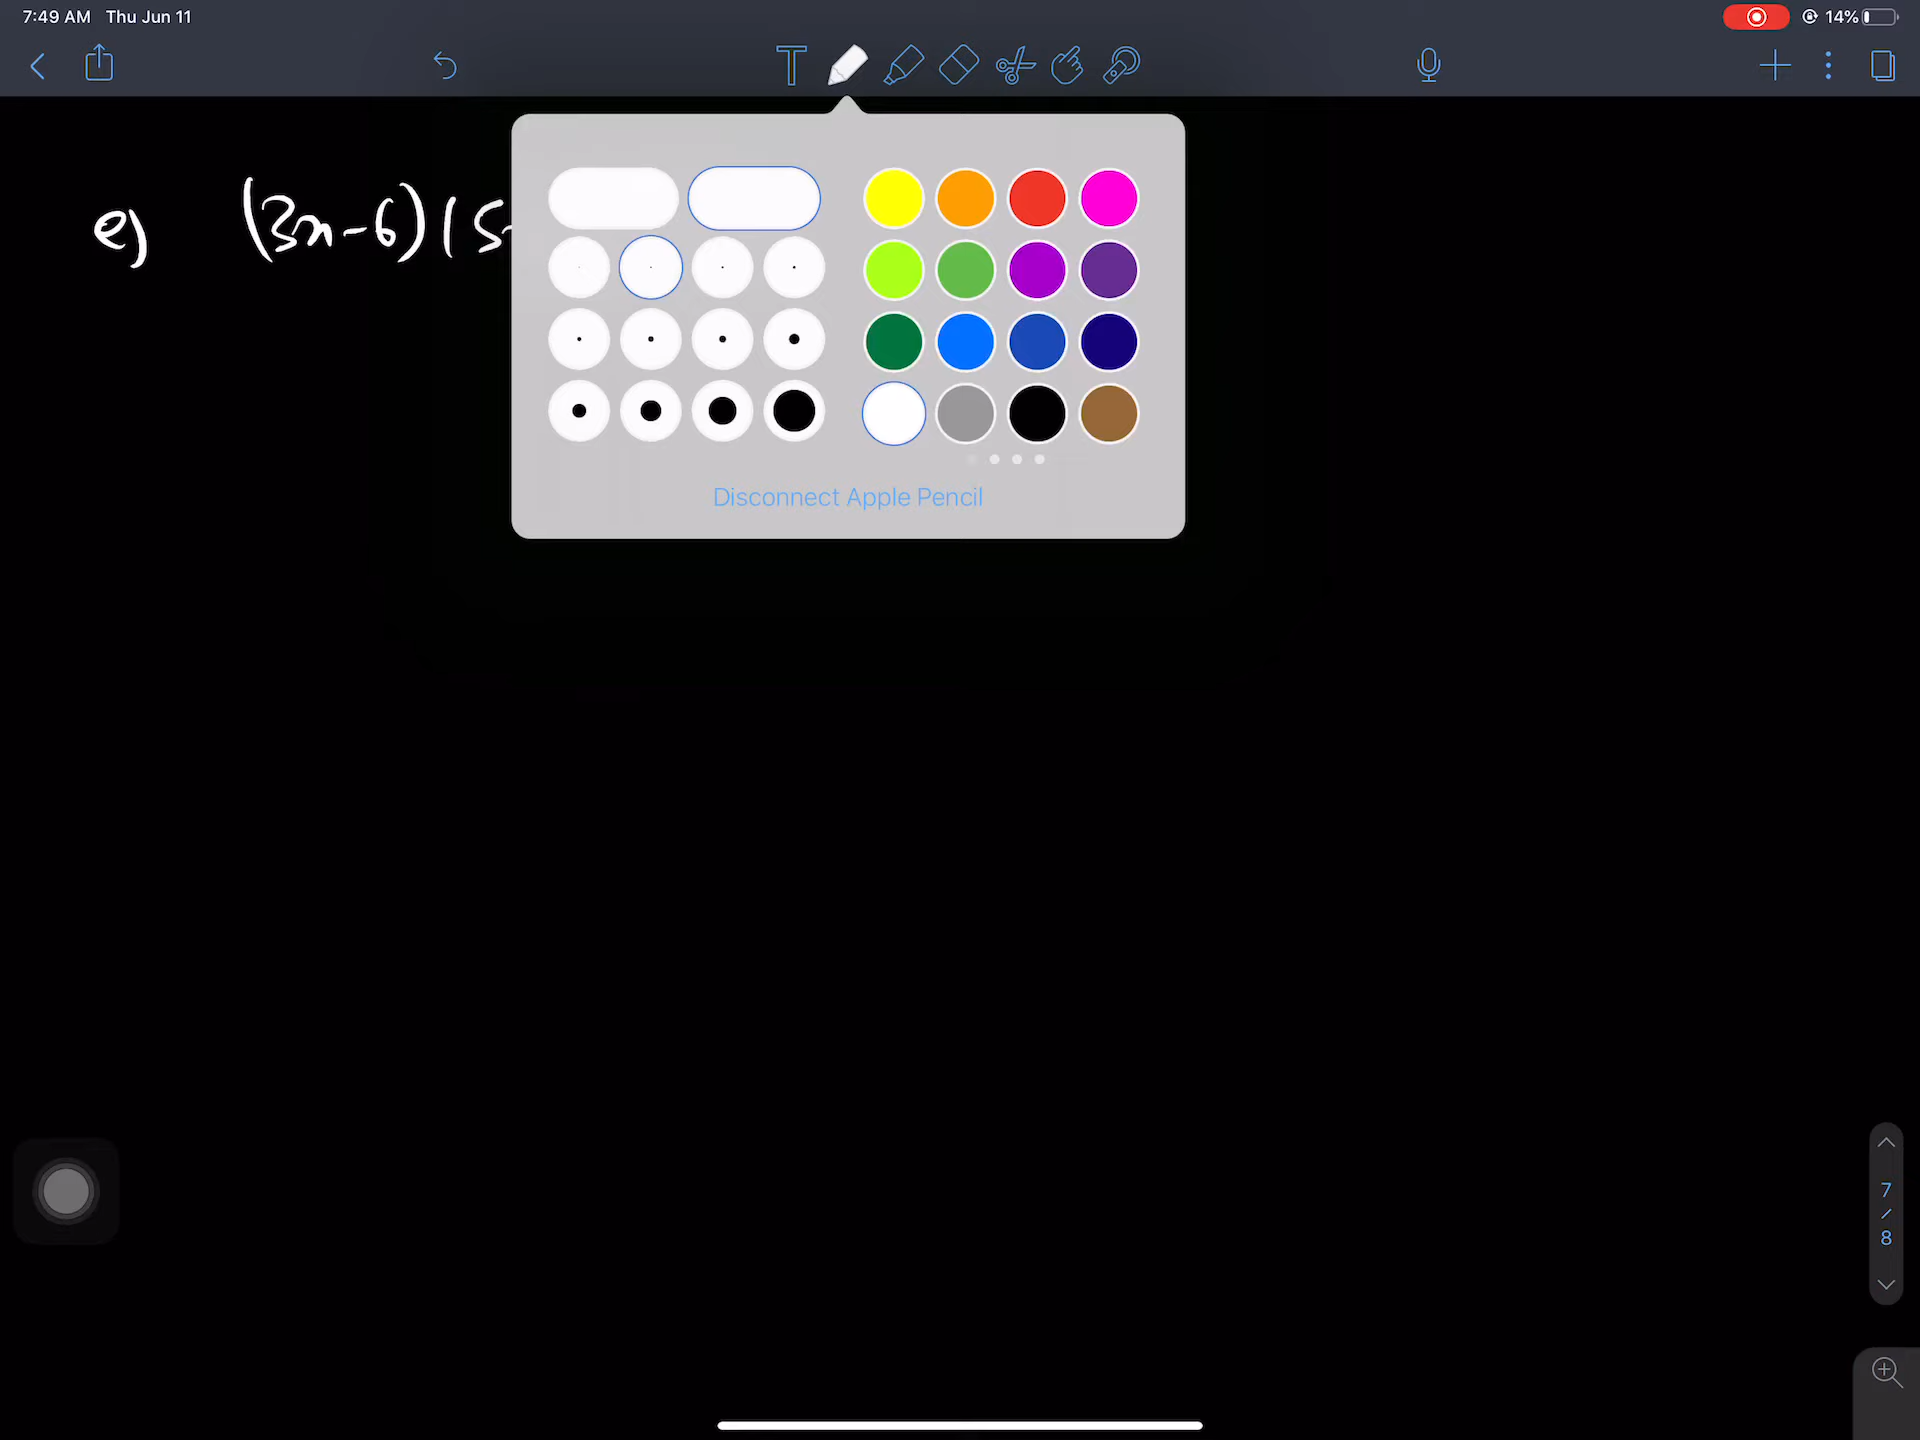 7:49 AM Thu Jun 11
14%
T
e) (3x-6)(5-
Disconnect Apple Pencil
7
/
8